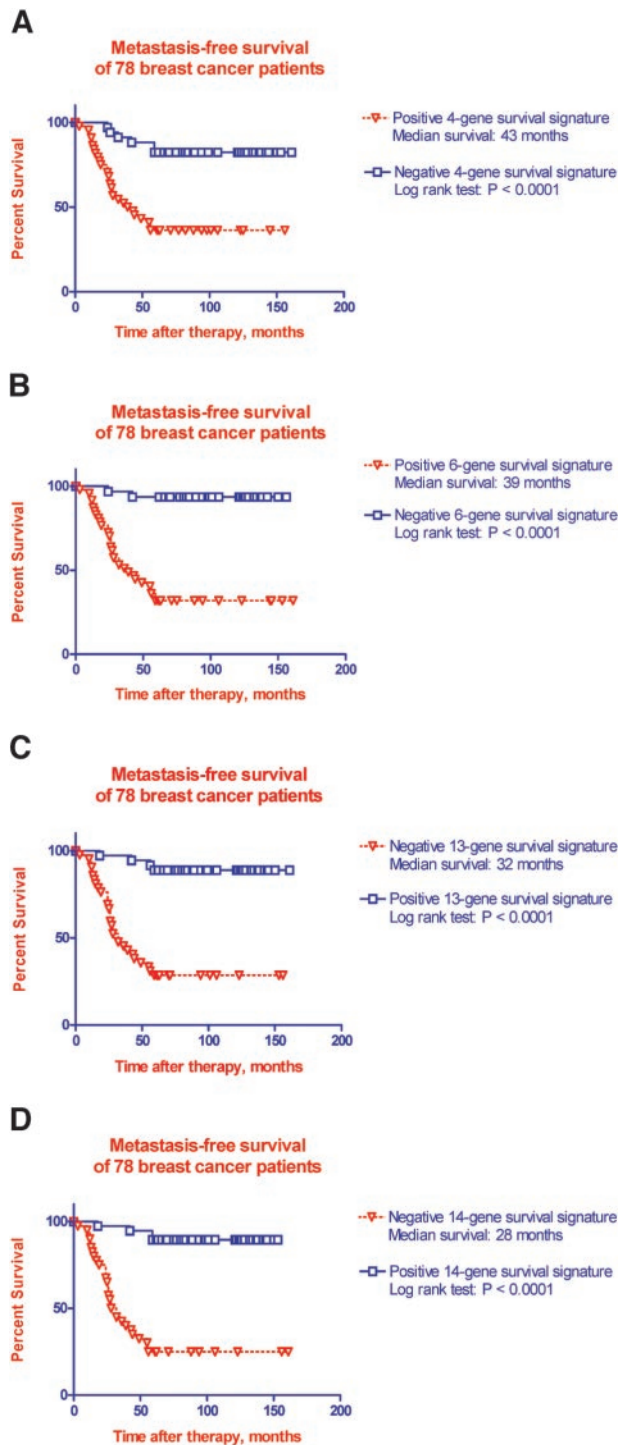 A
Metastasis-free survival
of 78 breast cancer patients
Percent Survival
100
50
0
0 50 100 150 200
Time after therapy, months
Positive 4-gene survival signature
Median survival: 43 months
Negative 4-gene survival signature
Log rank test: P < 0.0001
B
Metastasis-free survival
of 78 breast cancer patients
Percent Survival
100
50
0
0 50 100 150 200
Time after therapy, months
Positive 6-gene survival signature
Median survival: 39 months
Negative 6-gene survival signature
Log rank test: P < 0.0001
C
Metastasis-free survival
of 78 breast cancer patients
Percent Survival
100
50
0
0 50 100 150 200
Time after therapy, months
Negative 13-gene survival signature
Median survival: 32 months
Positive 13-gene survival signature
Log rank test: P < 0.0001
D
Metastasis-free survival
of 78 breast cancer patients
Percent Survival
100
50
0
0 50 100 150 200
Time after therapy, months
Negative 14-gene survival signature
Median survival: 28 months
Positive 14-gene survival signature
Log rank test: P < 0.0001